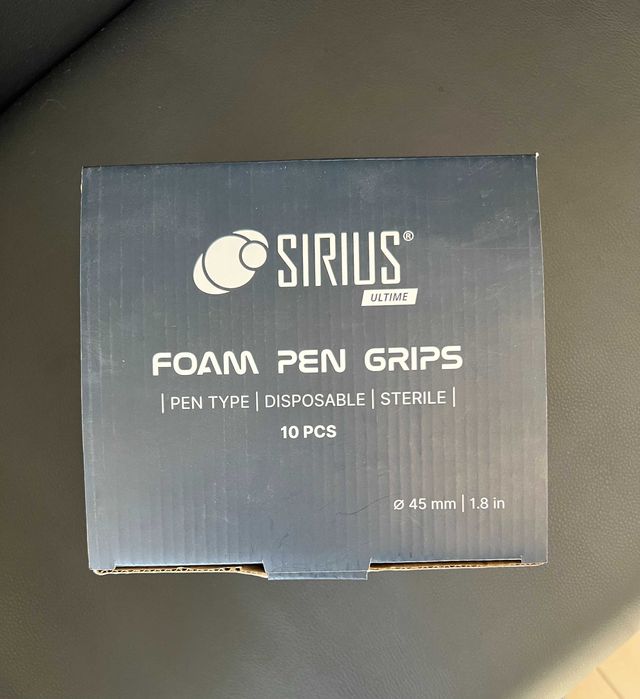 SIRIUS®
ULTIME
FOAM PEN GRIPS
| PEN TYPE | DISPOSABLE | STERILE |
10 PCS
⌀ 45 mm | 1.8 in